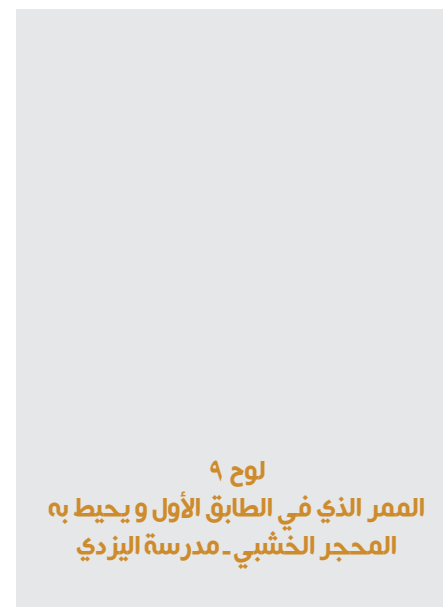 لوح ٩
الممر الذي في الطابق الأول و يحيط به
المحجر الخشبي ـ مدرسة اليزدي